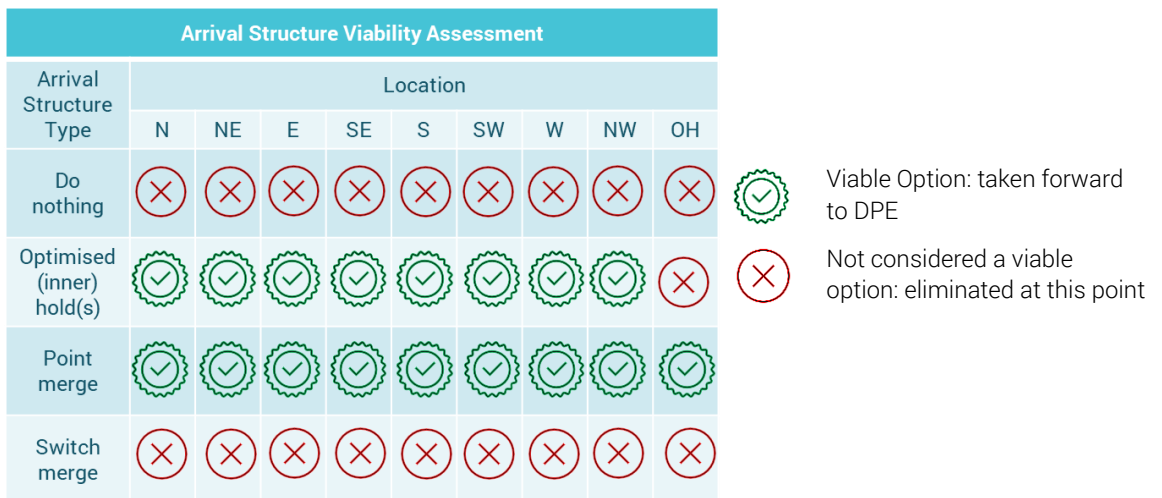 Arrival Structure Viability Assessment
Arrival
Structure
Type
Location
N NE E SE S SW W NW OH
Do
nothing
Optimised
(inner)
hold(s)
Point
merge
Switch
merge
Viable Option: taken forward
to DPE
Not considered a viable
option: eliminated at this point